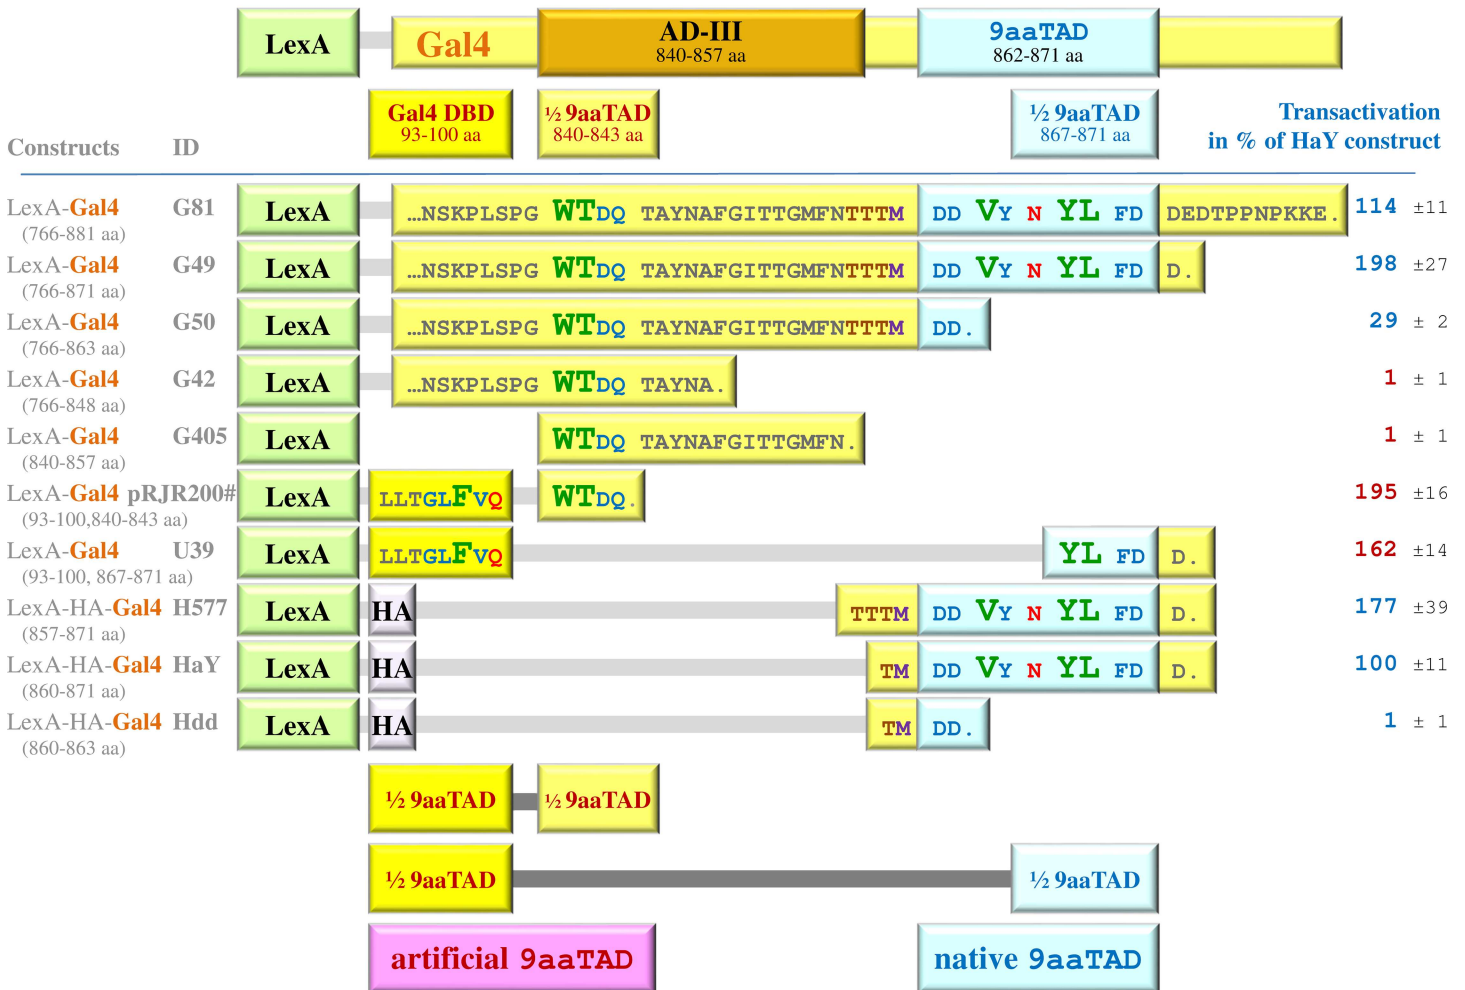 LexA Gal4 AD-III 9aaTAD
840-857 aa 862-871 aa
Gal4 DBD ½ 9aaTAD ½ 9aaTAD Transactivation
93-100 aa 840-843 aa 867-871 aa in % of HaY construct
Constructs ID
LexA-Gal4 G81 LexA ...NSKPLSPG WTDQ TAYNAFGITTGMFNTTTM DD VY N YL FD DEDTPPNPKKE. 114 ±11
(766-881 aa)
LexA-Gal4 G49 LexA ...NSKPLSPG WTDQ TAYNAFGITTGMFNTTTM DD VY N YL FD D. 198 ±27
(766-871 aa)
LexA-Gal4 G50 LexA ...NSKPLSPG WTDQ TAYNAFGITTGMFNTTTM DD. 29 ± 2
(766-863 aa)
LexA-Gal4 G42 LexA ...NSKPLSPG WTDQ TAYNA. 1 ± 1
(766-848 aa)
LexA-Gal4 G405 LexA WTDQ TAYNAFGITTGMFN. 1 ± 1
(840-857 aa)
LexA-Gal4 pRJR200# LexA LLTGLFVQ WTDQ. 195 ±16
(93-100,840-843 aa)
LexA-Gal4 U39 LexA LLTGLFVQ YL FD D. 162 ±14
(93-100, 867-871 aa)
LexA-HA-Gal4 H577 LexA HA TTTM DD VY N YL FD D. 177 ±39
(857-871 aa)
LexA-HA-Gal4 HaY LexA HA TM DD VY N YL FD D. 100 ±11
(860-871 aa)
LexA-HA-Gal4 Hdd LexA HA TM DD. 1 ± 1
(860-863 aa)
½ 9aaTAD ½ 9aaTAD
½ 9aaTAD ½ 9aaTAD
artificial 9aaTAD native 9aaTAD